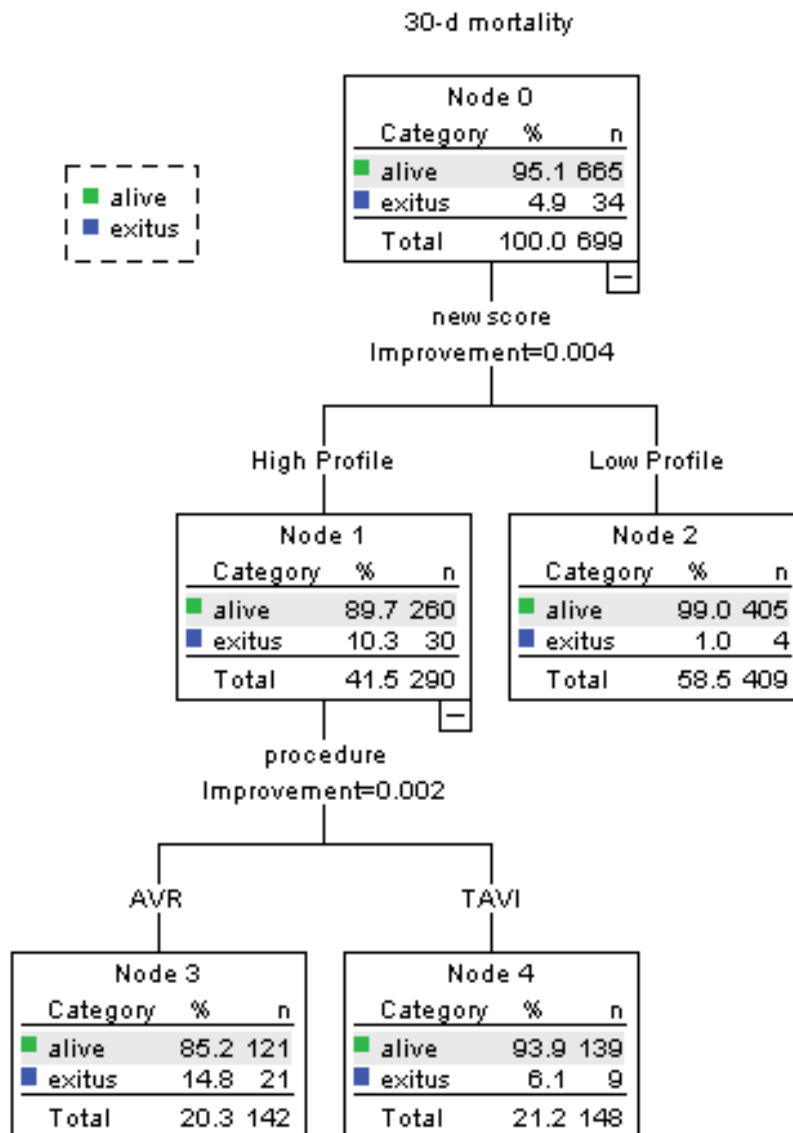 30-d mortality
Node 0
Category % n
alive 95.1 665
exitus 4.9 34
Total 100.0 699
alive
exitus
new score
Improvement=0.004
High Profile
Low Profile
Node 1
Category % n
alive 89.7 260
exitus 10.3 30
Total 41.5 290
Node 2
Category % n
alive 99.0 405
exitus 1.0 4
Total 58.5 409
procedure
Improvement=0.002
AVR
TAVI
Node 3
Category % n
alive 85.2 121
exitus 14.8 21
Total 20.3 142
Node 4
Category % n
alive 93.9 139
exitus 6.1 9
Total 21.2 148